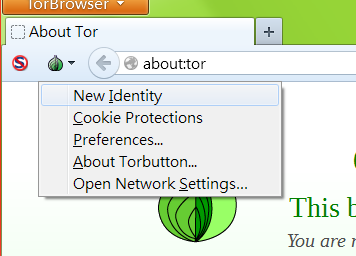 TorBrowser
About Tor
about:tor
New Identity
Cookie Protections
Preferences...
About Torbutton...
Open Network Settings...
This b
You are n